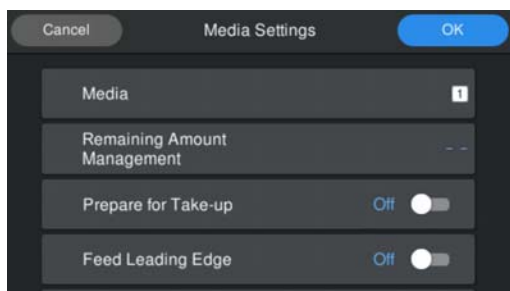 Cancel Media Settings OK
Media 1
Remaining Amount
Management - -
Prepare for Take-up Off
Feed Leading Edge Off